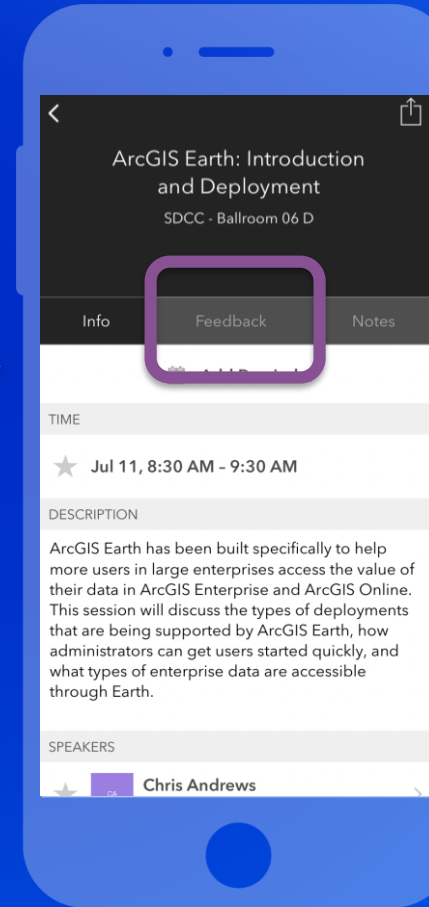 ArcGIS Earth: Introduction
and Deployment
SDCC - Ballroom 06 D
Info Feedback Notes
TIME
Jul 11, 8:30 AM – 9:30 AM
DESCRIPTION
ArcGIS Earth has been built specifically to help
more users in large enterprises access the value of
their data in ArcGIS Enterprise and ArcGIS Online.
This session will discuss the types of deployments
that are being supported by ArcGIS Earth, how
administrators can get users started quickly, and
what types of enterprise data are accessible
through Earth.
SPEAKERS
CA
Chris Andrews